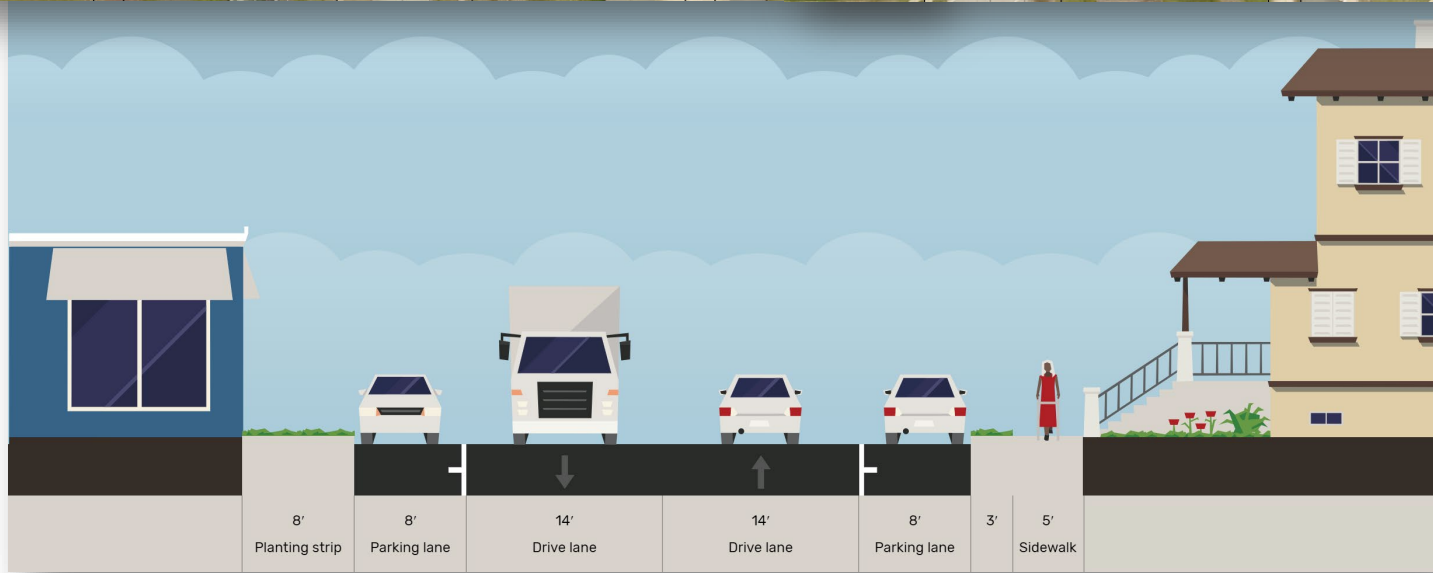 8′
Planting strip
8′
Parking lane
14′
Drive lane
14′
Drive lane
8′
Parking lane
3′
5′
Sidewalk